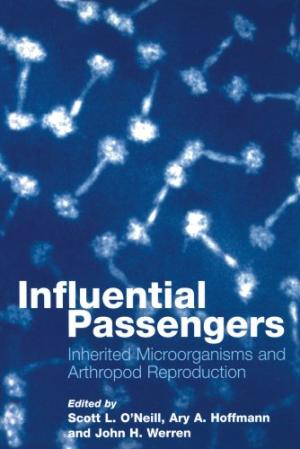 Influential
Passengers
Inherited Microorganisms and
Arthropod Reproduction
Edited by
Scott L. O'Neill, Ary A. Hoffmann
and John H. Werren